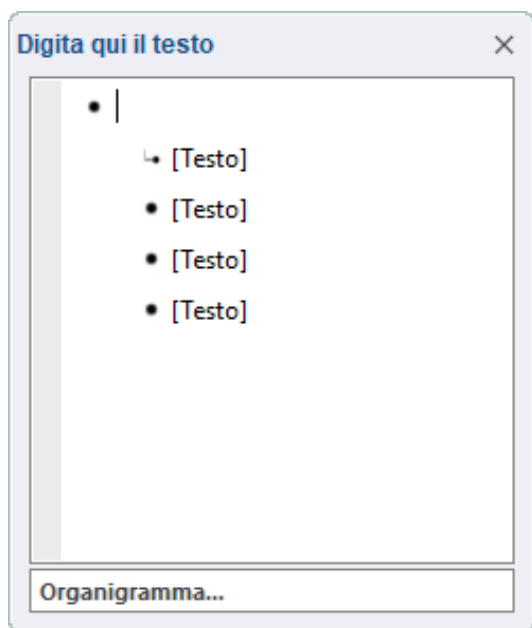 Digita qui il testo
[Testo]
[Testo]
[Testo]
[Testo]
Organigramma...